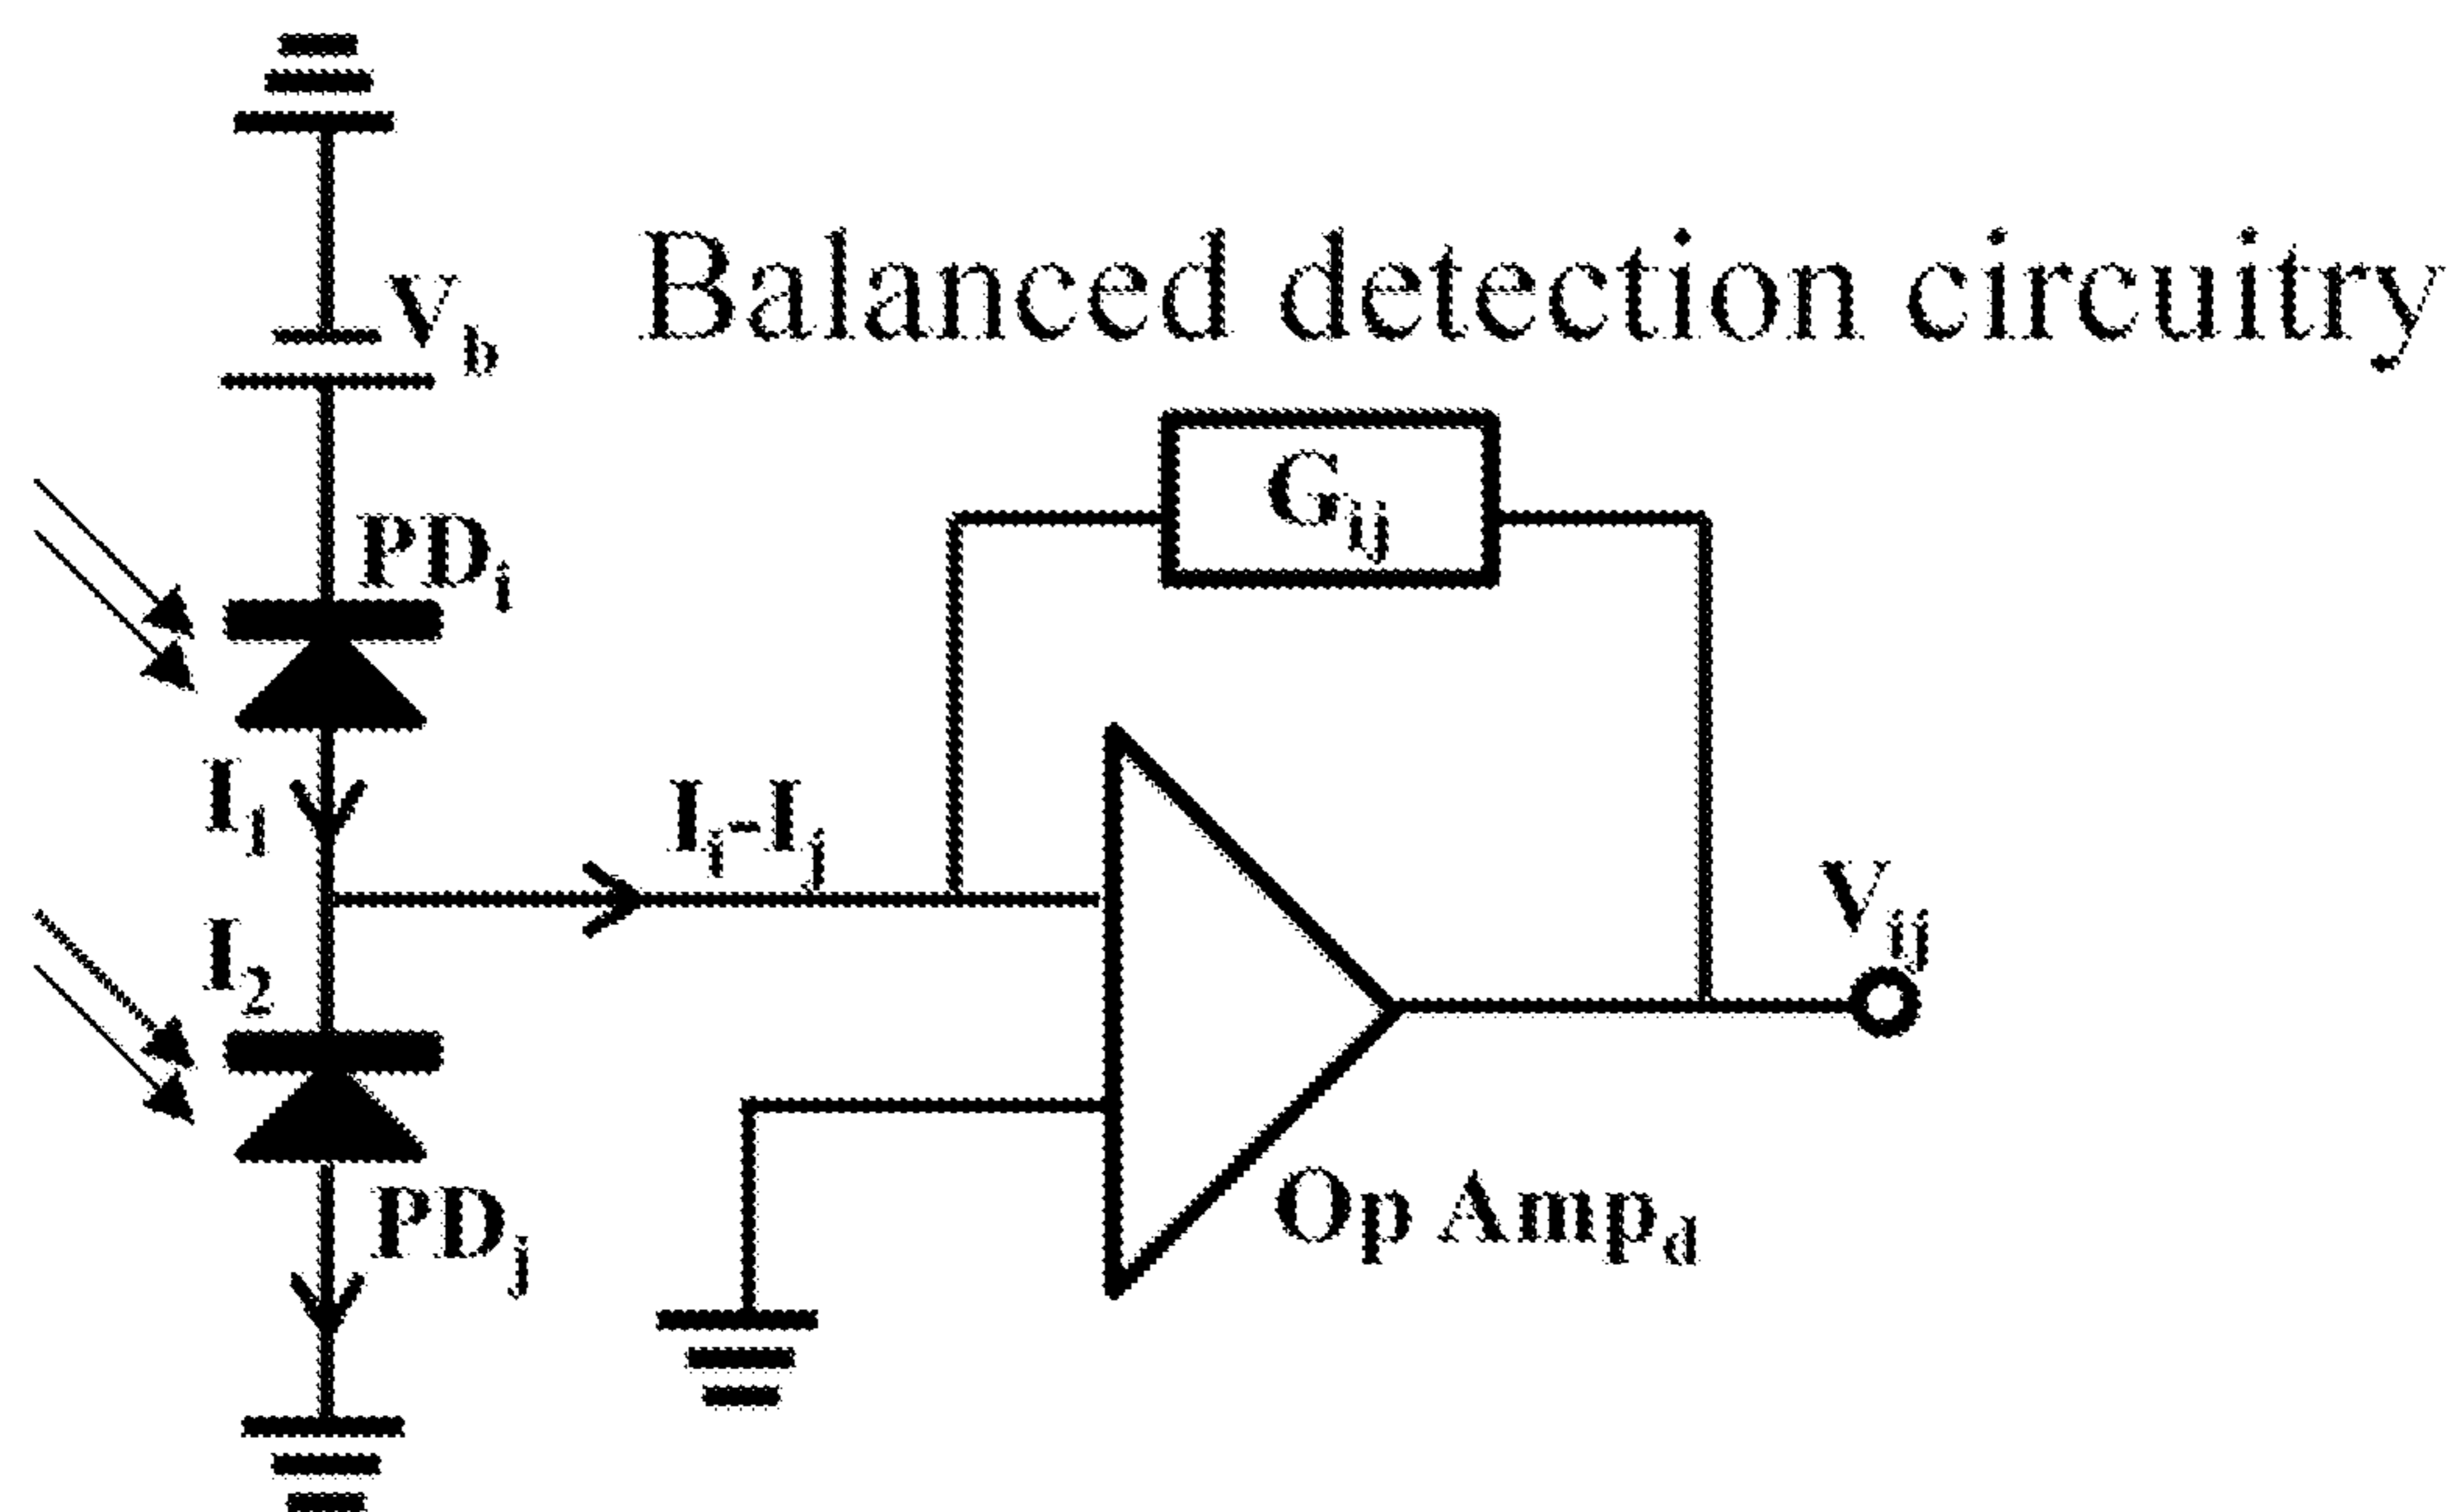 V_b
Balanced detection circuitry
G_ij
PD_i
I_1
I_i-I_j
V_ij
I_2
PD_j
Op Amp_d